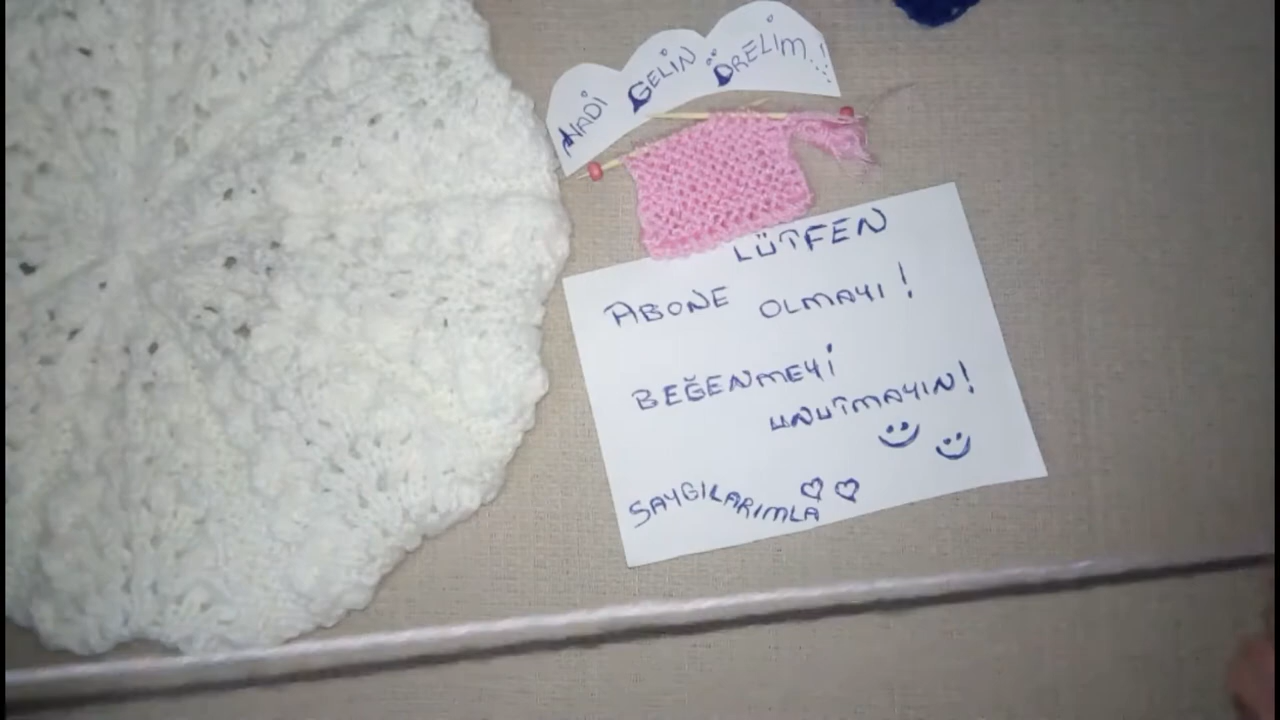 HADİ GELİN ÖRELİM...!
LÜTFEN
ABONE OLMAYI!
BEĞENMEYİ
UNUTMAYIN!
SAYGILARIMLA